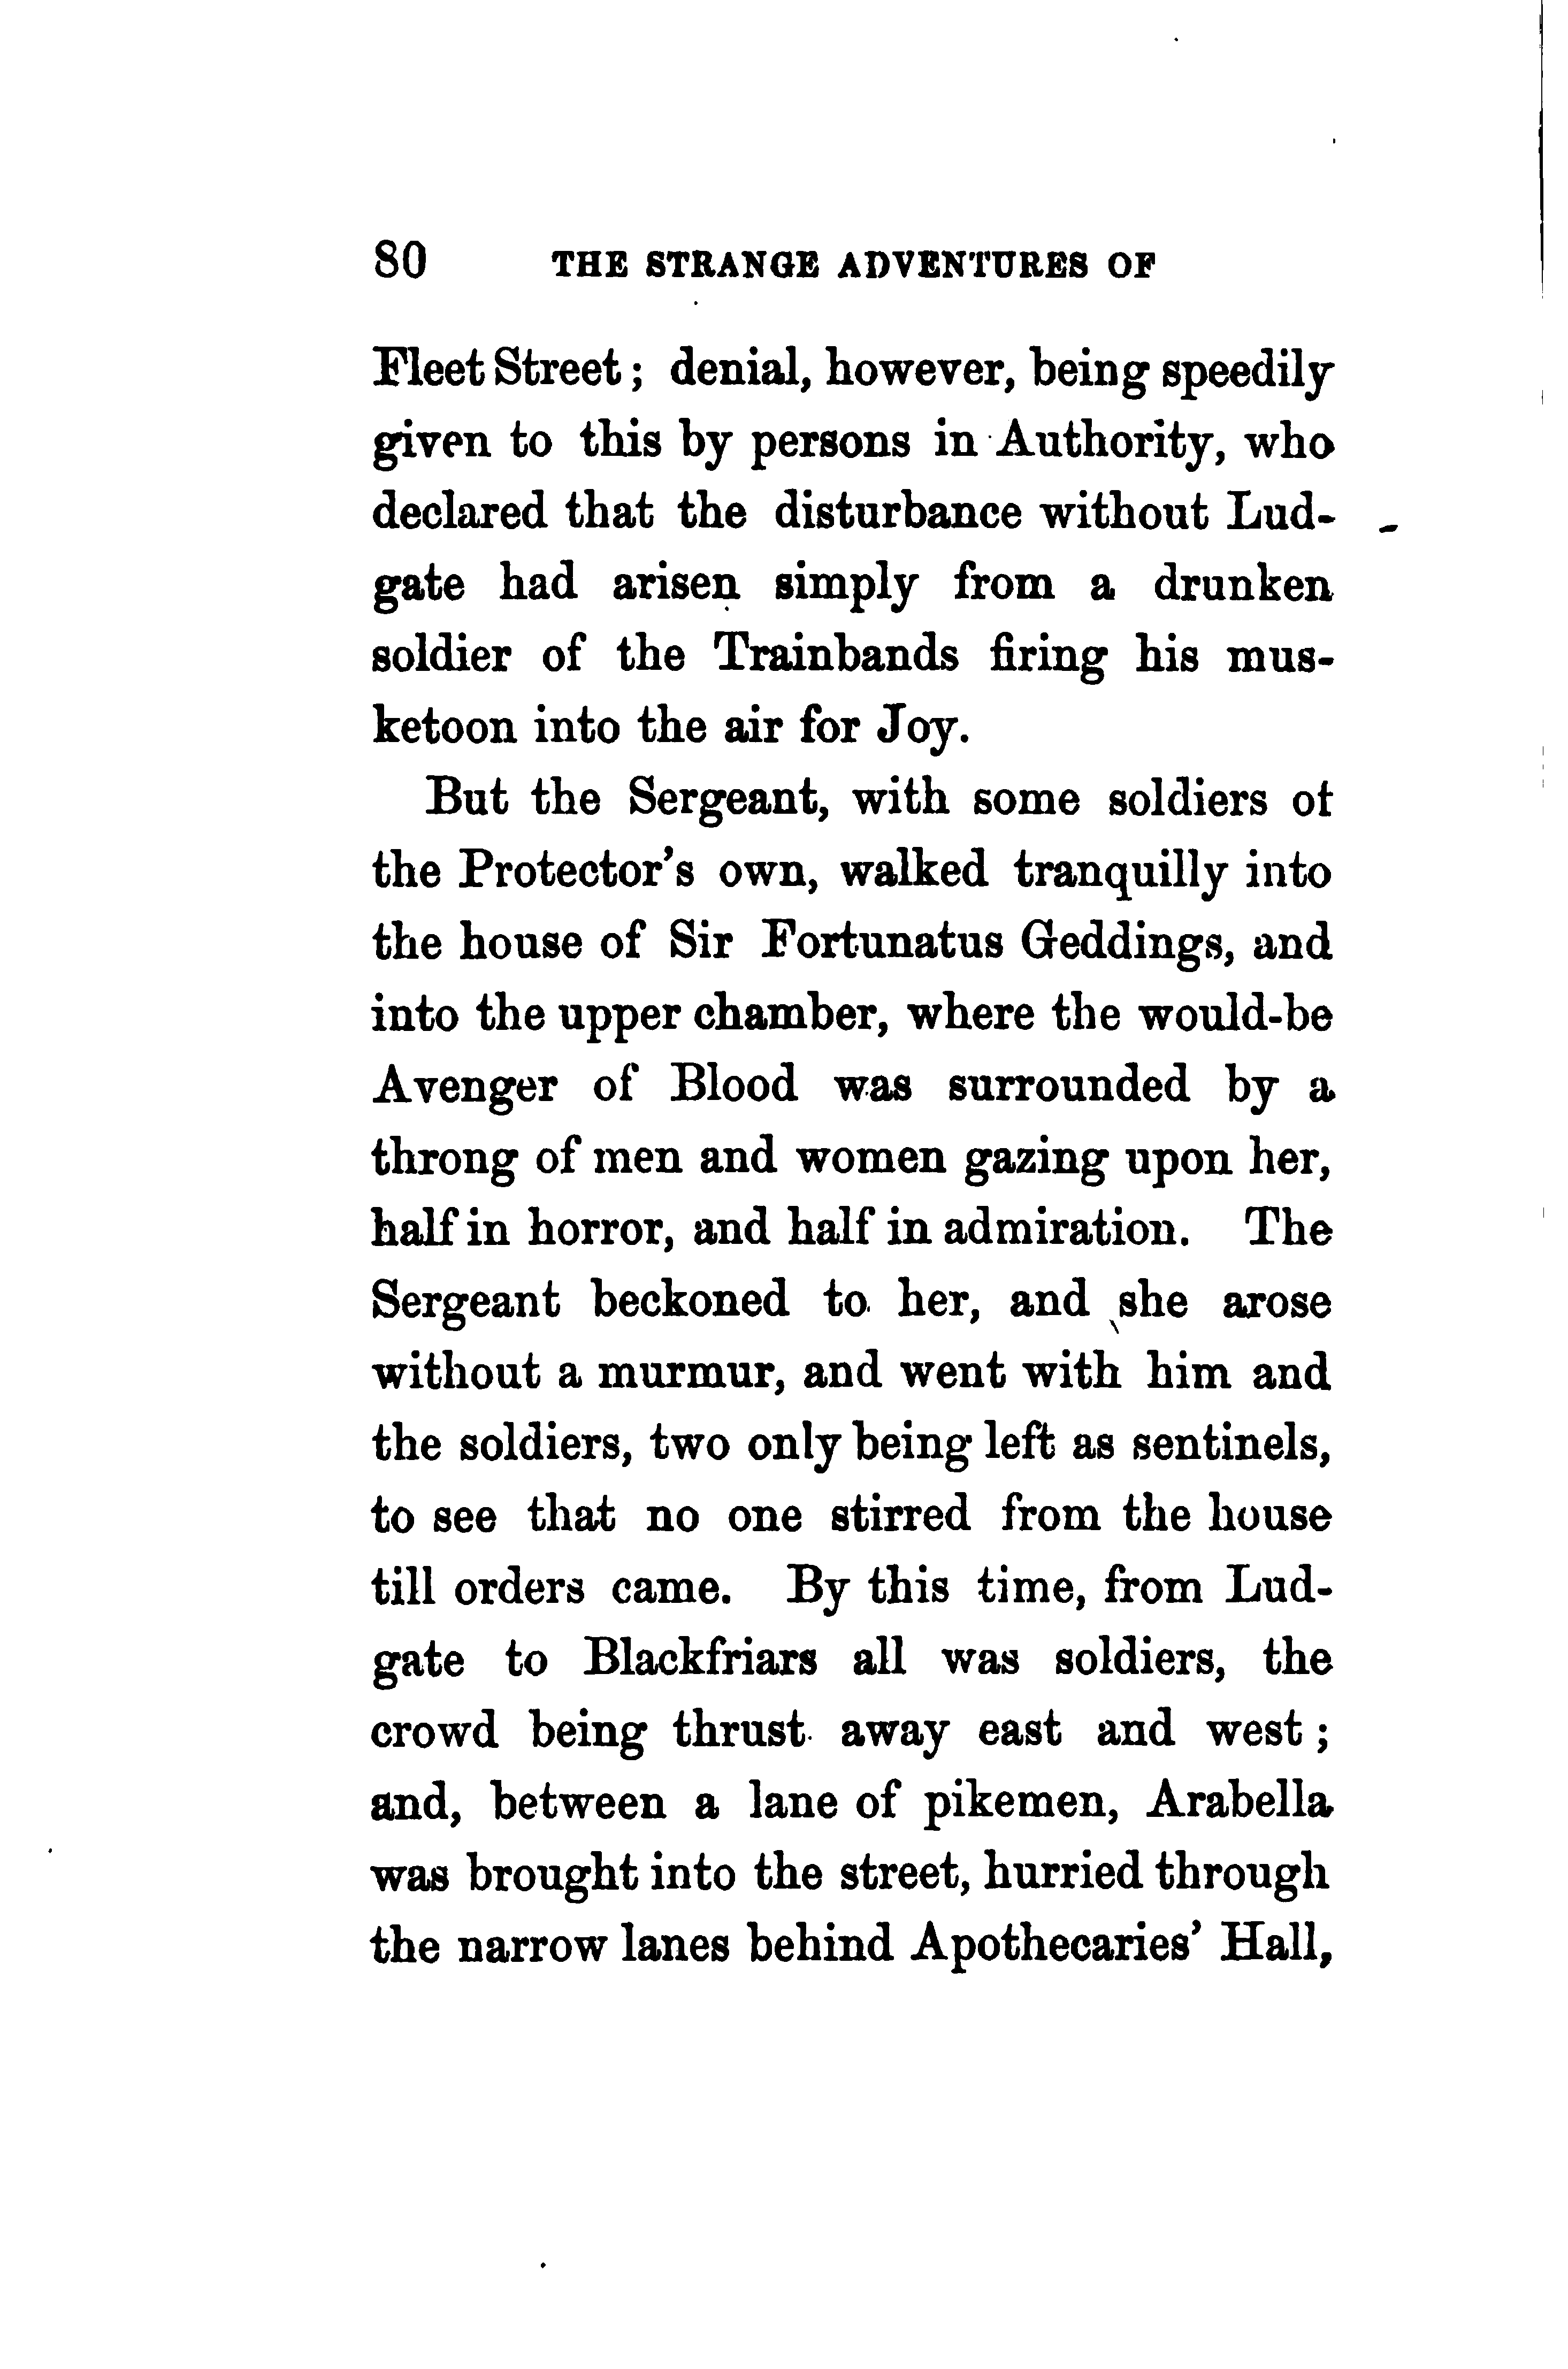 80 THE STRANGE ADVENTURES OF
Fleet Street; denial, however, being speedily
given to this by persons in Authority, who
declared that the disturbance without Lud-
gate had arisen simply from a drunken
soldier of the Trainbands firing his mus-
ketoon into the air for Joy.
But the Sergeant, with some soldiers of
the Protector's own, walked tranquilly into
the house of Sir Fortunatus Geddings, and
into the upper chamber, where the would-be
Avenger of Blood was surrounded by a
throng of men and women gazing upon her,
half in horror, and half in admiration. The
Sergeant beckoned to her, and she arose
without a murmur, and went with him and
the soldiers, two only being left as sentinels,
to see that no one stirred from the house
till orders came. By this time, from Lud-
gate to Blackfriars all was soldiers, the
crowd being thrust away east and west;
and, between a lane of pikemen, Arabella
was brought into the street, hurried through
the narrow lanes behind Apothecaries' Hall,